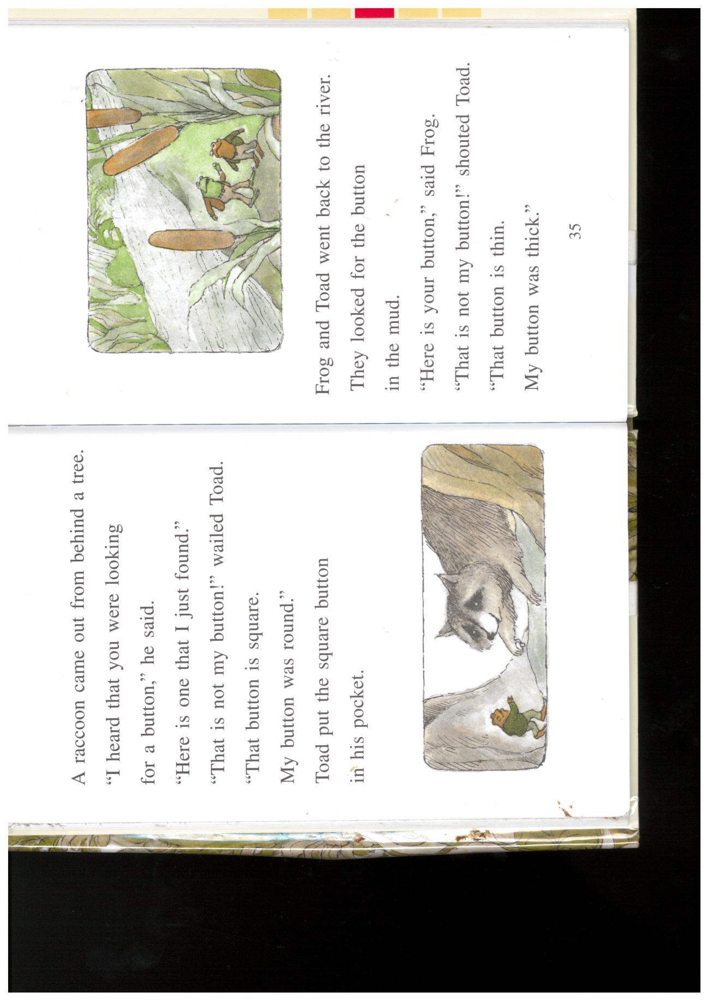 A raccoon came out from behind a tree.
“I heard that you were looking
for a button,” he said.
“Here is one that I just found.”
“That is not my button!” wailed Toad.
“That button is square.
My button was round.”
Toad put the square button
in his pocket.
Frog and Toad went back to the river.
They looked for the button
in the mud.
“Here is your button,” said Frog.
“That is not my button!” shouted Toad.
“That button is thin.
My button was thick.”
35